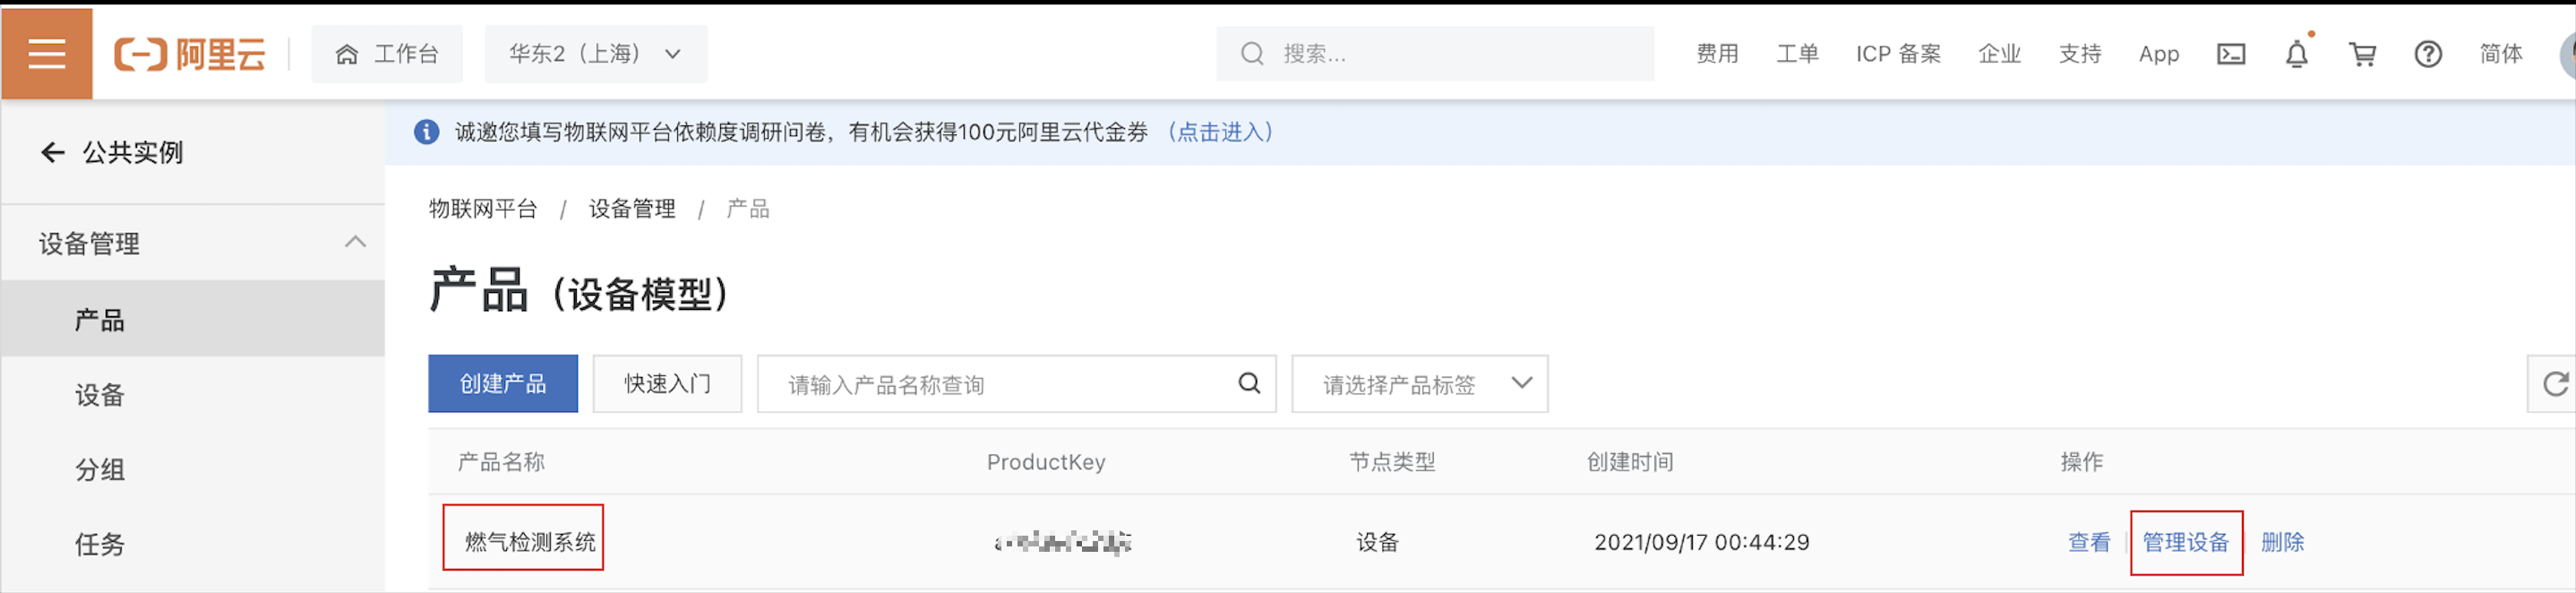 阿里云 工作台 华东2（上海） 搜索... 费用 工单 ICP 备案 企业 支持 App 简体
公共实例
诚邀您填写物联网平台依赖度调研问卷，有机会获得100元阿里云代金券 （点击进入）
物联网平台 / 设备管理 / 产品
设备管理
产品（设备模型）
产品
创建产品 快速入门 请输入产品名称查询 请选择产品标签
设备
产品名称 ProductKey 节点类型 创建时间 操作
分组
燃气检测系统 设备 2021/09/17 00:44:29 查看 管理设备 删除
任务